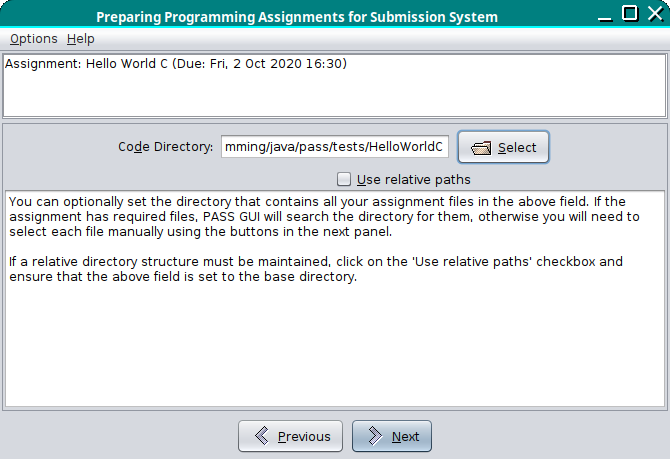 Preparing Programming Assignments for Submission System
Options Help
Assignment: Hello World C (Due: Fri, 2 Oct 2020 16:30)
Code Directory: mming/java/pass/tests/HelloWorldC Select
Use relative paths
You can optionally set the directory that contains all your assignment files in the above field. If the
assignment has required files, PASS GUI will search the directory for them, otherwise you will need to
select each file manually using the buttons in the next panel.
If a relative directory structure must be maintained, click on the 'Use relative paths' checkbox and
ensure that the above field is set to the base directory.
Previous Next